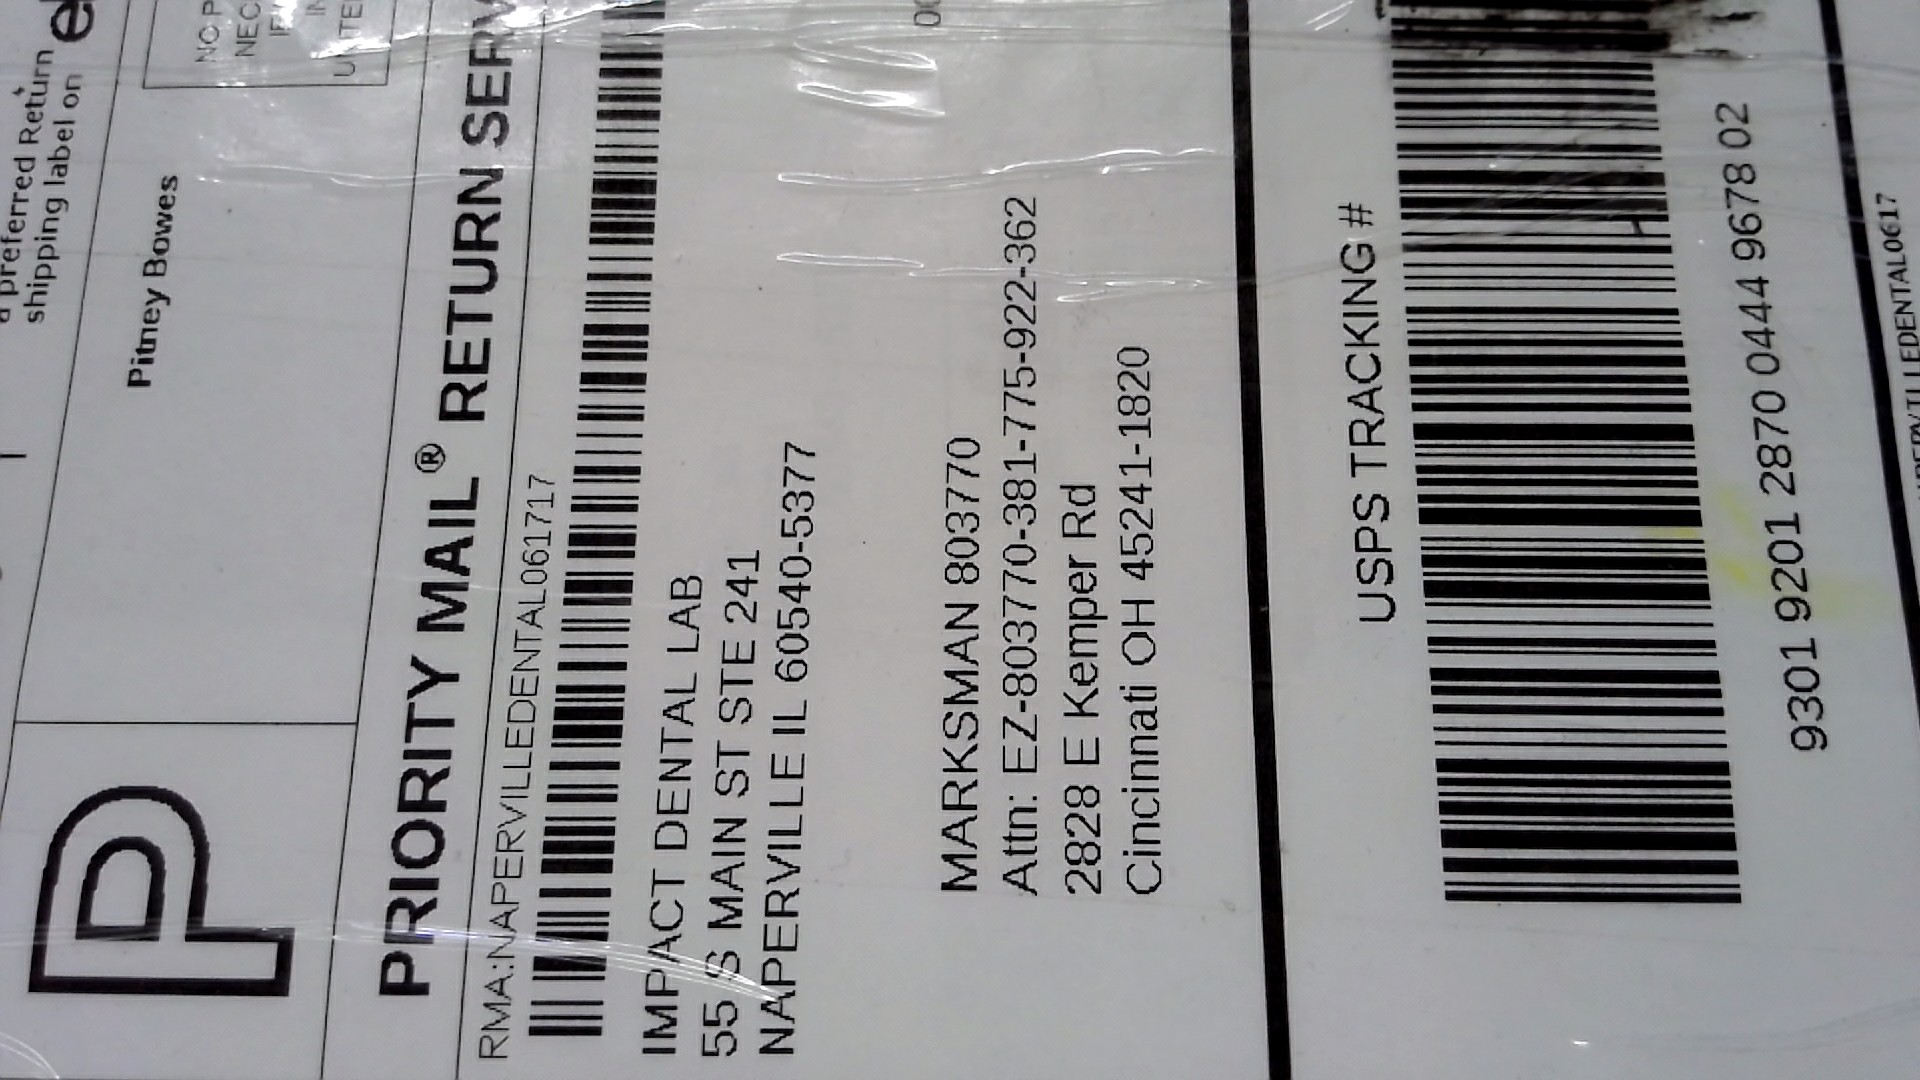 a preferred Return
shipping label on
P
Pitney Bowes
NO P
NEC
PRIORITY MAIL® RETURN SERV
RMA:NAPERVILLEDENTAL061717
IMPACT DENTAL LAB
55 S MAIN ST STE 241
NAPERVILLE IL 60540-5377
MARKSMAN 803770
Attn: EZ-803770-381-775-922-362
2828 E Kemper Rd
Cincinnati OH 45241-1820
USPS TRACKING #
9301 9201 2870 0444 9678 02